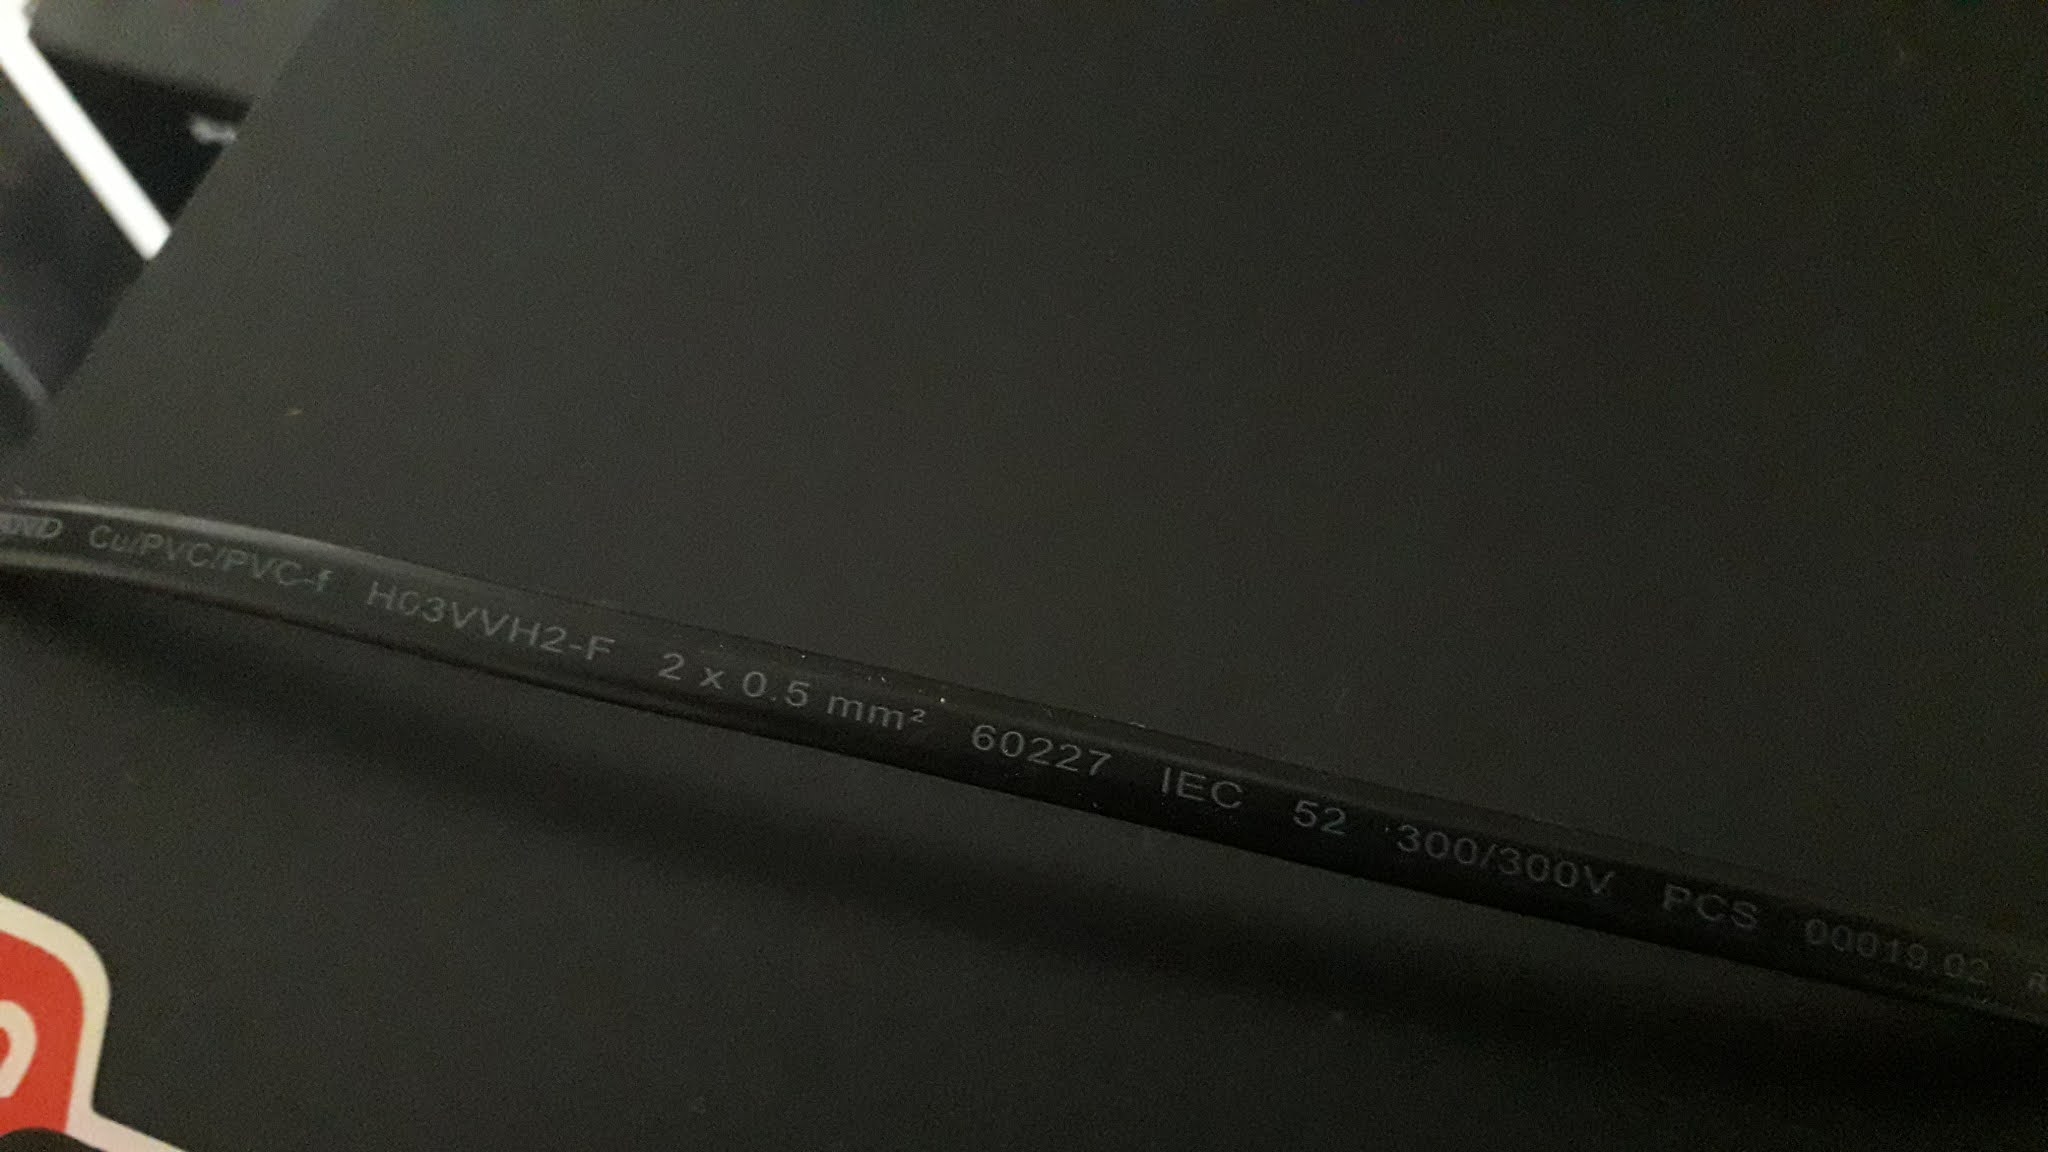 Cu/PVC/PVC-f H03VVH2-F 2 x 0.5 mm² 60227 IEC 52 300/300V PCS 00019.02